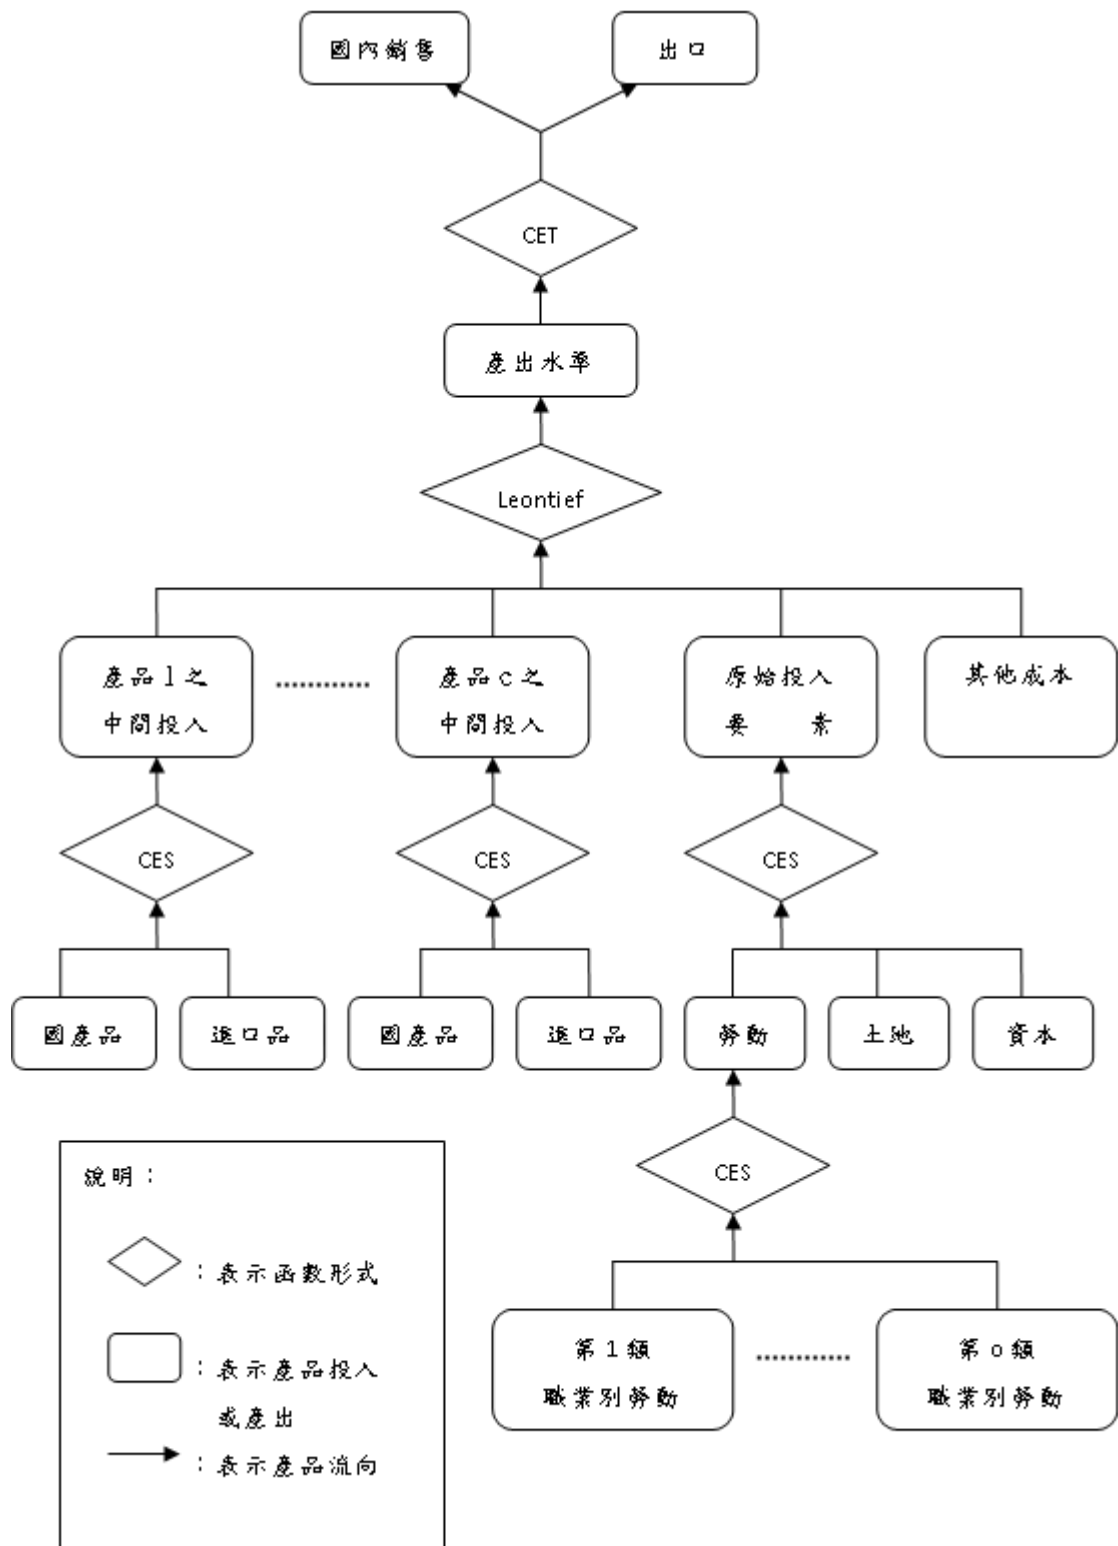 國內銷售
出口
CET
產出水準
Leontief
產品1之
中間投入
............
產品c之
中間投入
原始投入
要 素
其他成本
CES
CES
CES
國產品
進口品
國產品
進口品
勞動
土地
資本
CES
第1類
職業別勞動
............
第o類
職業別勞動
說明：
：表示函數形式
：表示產品投入
或產出
：表示產品流向